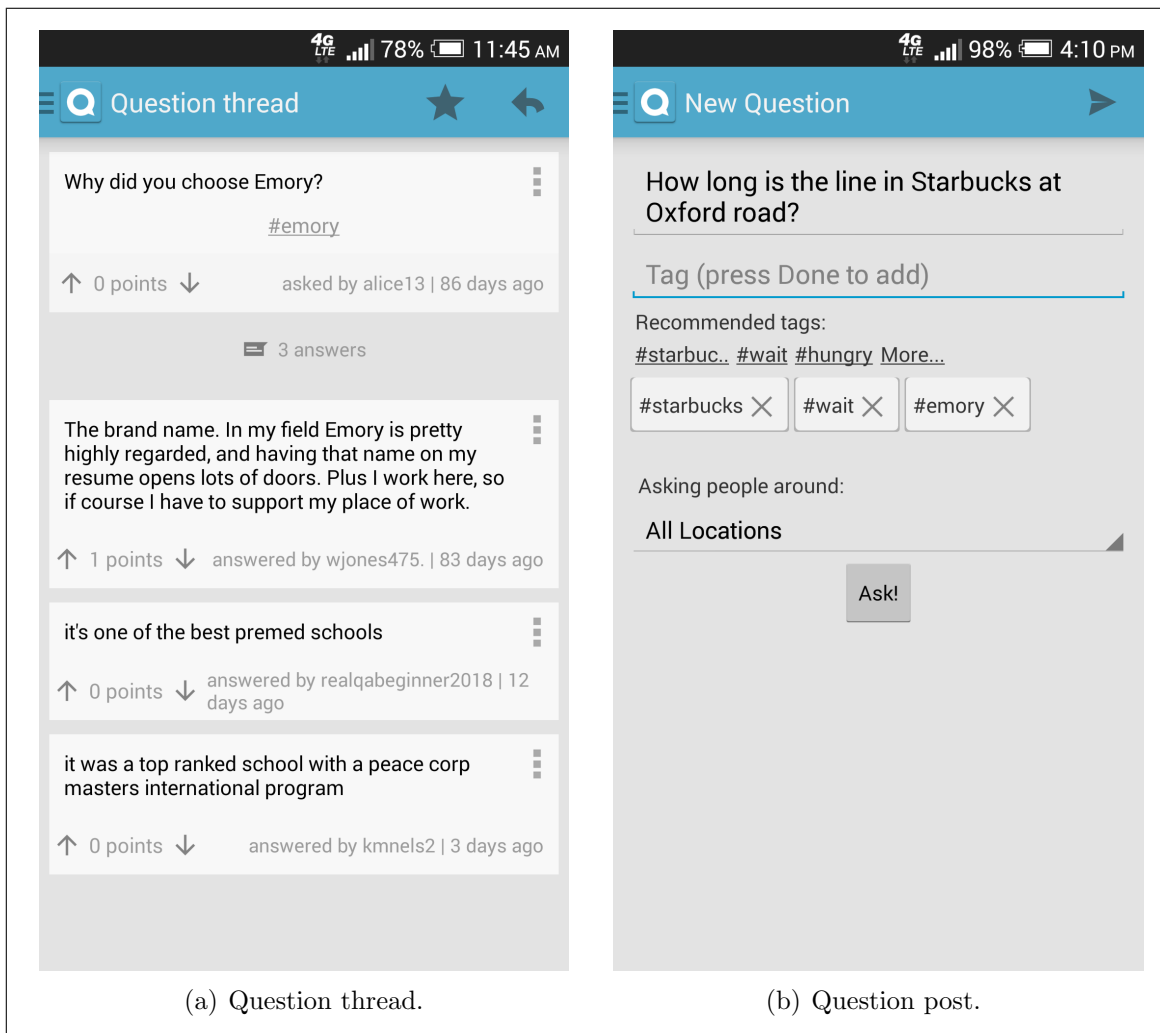 4G LTE 78% 11:45 AM
Question thread
Why did you choose Emory?
#emory
0 points asked by alice13 | 86 days ago
3 answers
The brand name. In my field Emory is pretty
highly regarded, and having that name on my
resume opens lots of doors. Plus I work here, so
if course I have to support my place of work.
1 points answered by wjones475. | 83 days ago
it's one of the best premed schools
0 points answered by realqabeginner2018 | 12
days ago
it was a top ranked school with a peace corp
masters international program
0 points answered by kmnels2 | 3 days ago
(a) Question thread.
4G LTE 98% 4:10 PM
New Question
How long is the line in Starbucks at
Oxford road?
Tag (press Done to add)
Recommended tags:
#starbuc.. #wait #hungry More...
#starbucks #wait #emory
Asking people around:
All Locations
Ask!
(b) Question post.